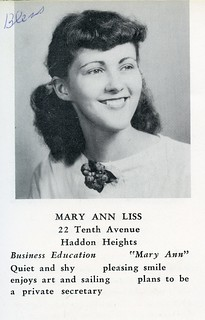 Bless
MARY ANN LISS
22 Tenth Avenue
Haddon Heights
Business Education "Mary Ann"
Quiet and shy pleasing smile
enjoys art and sailing plans to be
a private secretary